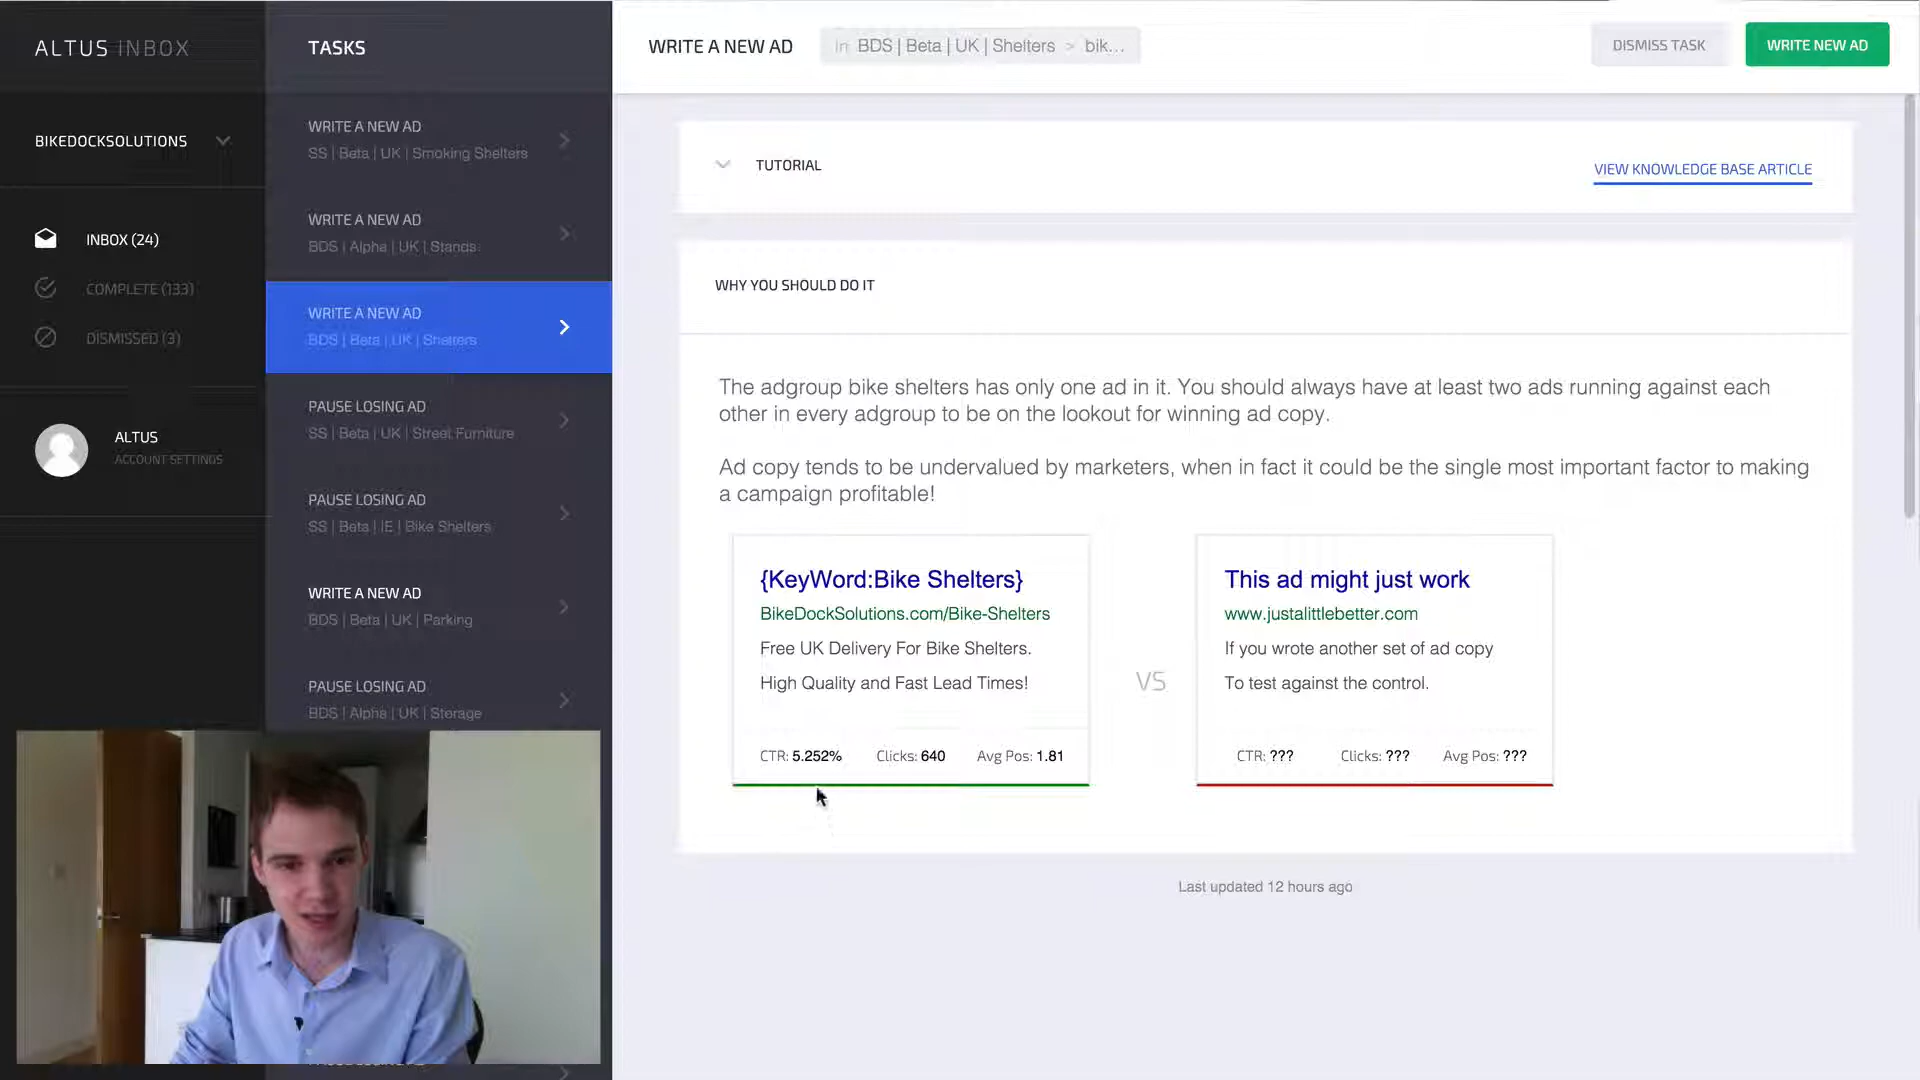 ALTUS INBOX
BIKEDOCKSOLUTIONS
INBOX (24)
COMPLETE (133)
DISMISSED (3)
ALTUS
ACCOUNT SETTINGS
TASKS
WRITE A NEW AD
SS | Beta | UK | Smoking Shelters
WRITE A NEW AD
BDS | Alpha | UK | Stands
WRITE A NEW AD
BDS | Beta | UK | Shelters
PAUSE LOSING AD
SS | Beta | UK | Street Furniture
PAUSE LOSING AD
SS | Beta | IE | Bike Shelters
WRITE A NEW AD
BDS | Beta | UK | Parking
PAUSE LOSING AD
BDS | Alpha | UK | Storage
WRITE A NEW AD
In BDS | Beta | UK | Shelters > bik...
DISMISS TASK
WRITE NEW AD
TUTORIAL
VIEW KNOWLEDGE BASE ARTICLE
WHY YOU SHOULD DO IT
The adgroup bike shelters has only one ad in it. You should always have at least two ads running against each
other in every adgroup to be on the lookout for winning ad copy.
Ad copy tends to be undervalued by marketers, when in fact it could be the single most important factor to making
a campaign profitable!
{KeyWord:Bike Shelters}
BikeDockSolutions.com/Bike-Shelters
Free UK Delivery For Bike Shelters.
High Quality and Fast Lead Times!
CTR: 5.252% Clicks: 640 Avg Pos: 1.81
VS
This ad might just work
www.justalittlebetter.com
If you wrote another set of ad copy
To test against the control.
CTR: ??? Clicks: ??? Avg Pos: ???
Last updated 12 hours ago